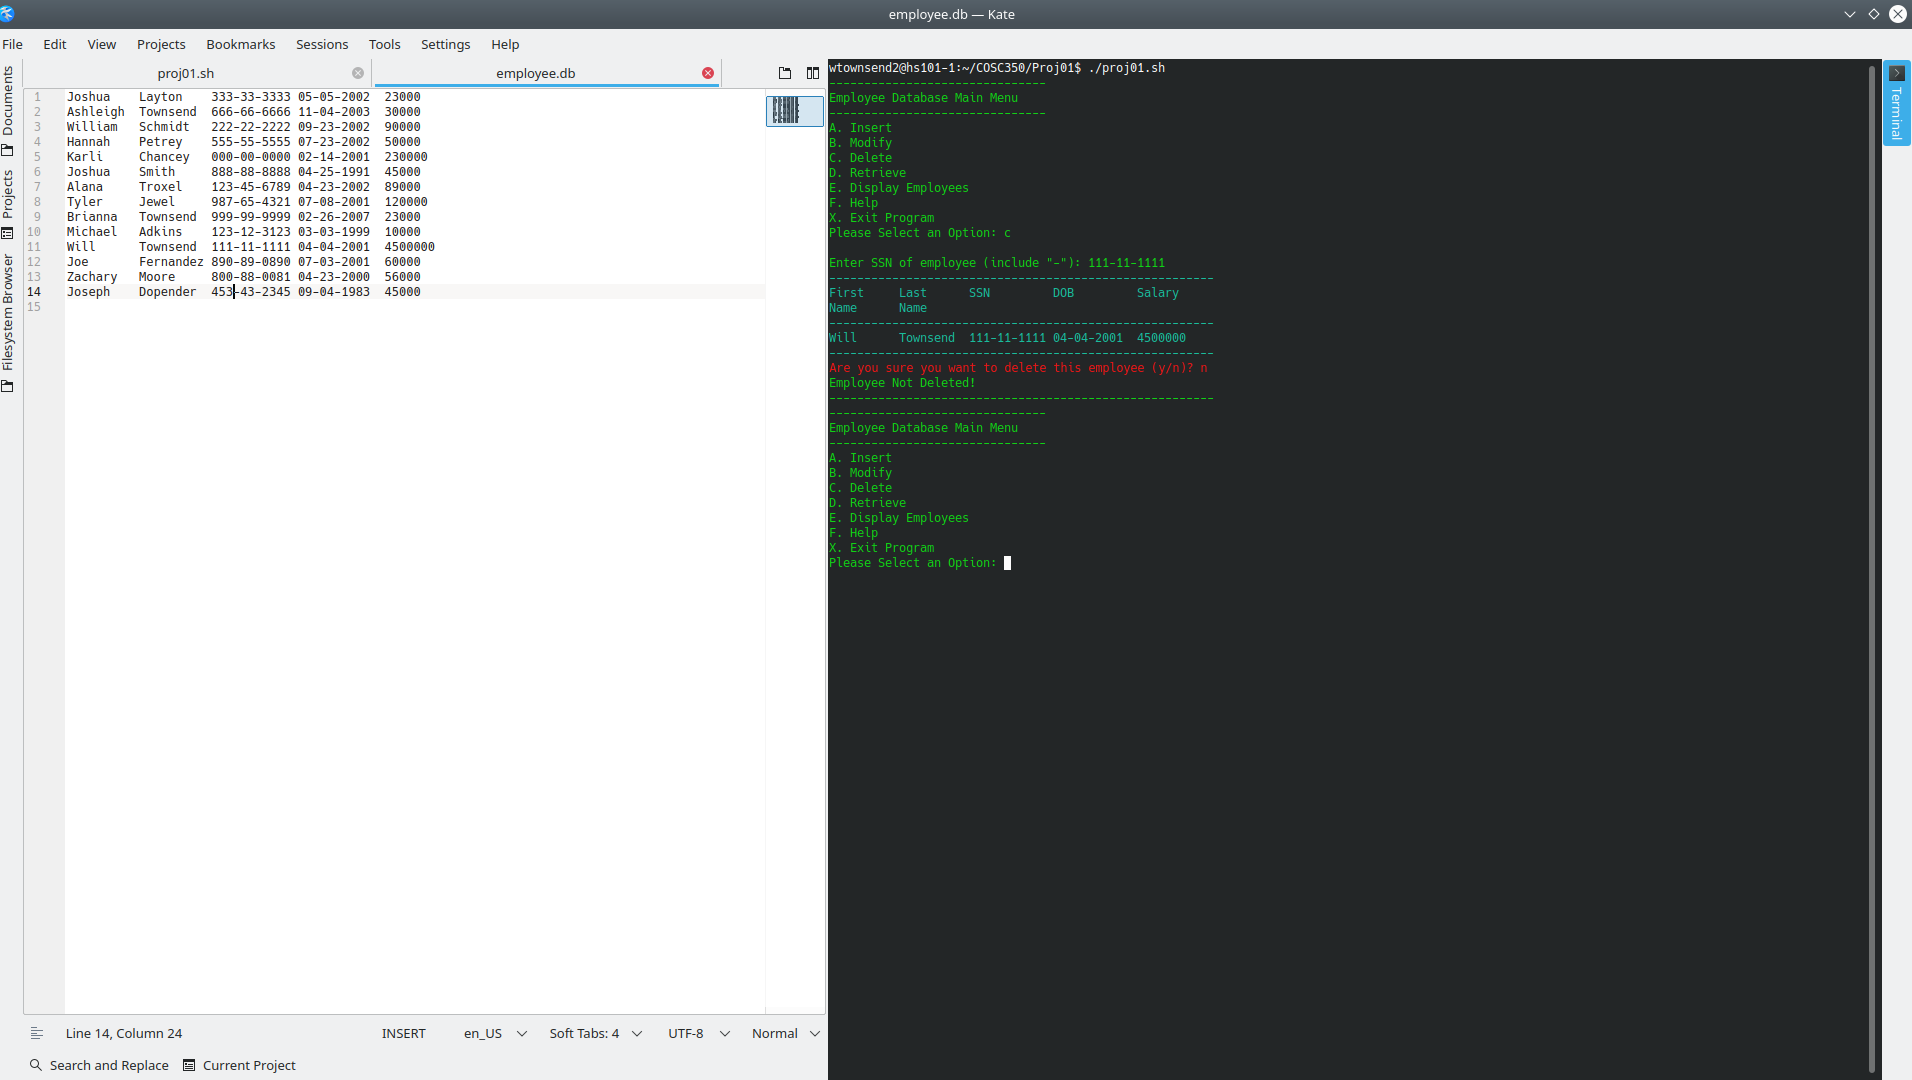 employee.db — Kate
File Edit View Projects Bookmarks Sessions Tools Settings Help
Documents
Projects
Filesystem Browser
proj01.sh employee.db
1 Joshua Layton 333-33-3333 05-05-2002 23000
2 Ashleigh Townsend 666-66-6666 11-04-2003 30000
3 William Schmidt 222-22-2222 09-23-2002 90000
4 Hannah Petrey 555-55-5555 07-23-2002 50000
5 Karli Chancey 000-00-0000 02-14-2001 230000
6 Joshua Smith 888-88-8888 04-25-1991 45000
7 Alana Troxel 123-45-6789 04-23-2002 89000
8 Tyler Jewel 987-65-4321 07-08-2001 120000
9 Brianna Townsend 999-99-9999 02-26-2007 23000
10 Michael Adkins 123-12-3123 03-03-1999 10000
11 Will Townsend 111-11-1111 04-04-2001 4500000
12 Joe Fernandez 890-89-0890 07-03-2001 60000
13 Zachary Moore 800-88-0081 04-23-2000 56000
14 Joseph Dopender 453-43-2345 09-04-1983 45000
15
Line 14, Column 24 INSERT en_US Soft Tabs: 4 UTF-8 Normal
Search and Replace Current Project
wtownsend2@hs101-1:~/COSC350/Proj01$ ./proj01.sh
-------------------------------
Employee Database Main Menu
-------------------------------
A. Insert
B. Modify
C. Delete
D. Retrieve
E. Display Employees
F. Help
X. Exit Program
Please Select an Option: c
Enter SSN of employee (include "-"): 111-11-1111
-------------------------------------------------------
First Last SSN DOB Salary
Name Name
-------------------------------------------------------
Will Townsend 111-11-1111 04-04-2001 4500000
-------------------------------------------------------
Are you sure you want to delete this employee (y/n)? n
Employee Not Deleted!
-------------------------------------------------------
-------------------------------
Employee Database Main Menu
-------------------------------
A. Insert
B. Modify
C. Delete
D. Retrieve
E. Display Employees
F. Help
X. Exit Program
Please Select an Option:
Terminal